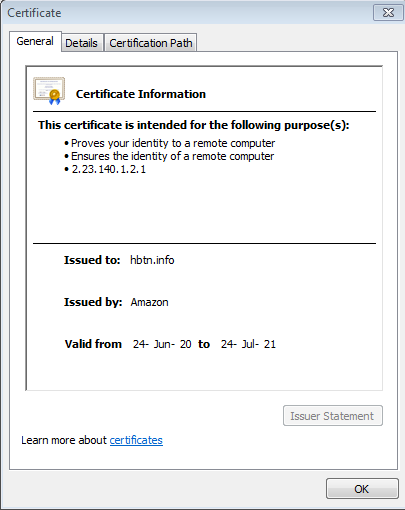 Certificate
General Details Certification Path
Certificate Information
This certificate is intended for the following purpose(s):
• Proves your identity to a remote computer
• Ensures the identity of a remote computer
• 2.23.140.1.2.1
Issued to: hbtn.info
Issued by: Amazon
Valid from 24- Jun- 20 to 24- Jul- 21
Issuer Statement
Learn more about certificates
OK